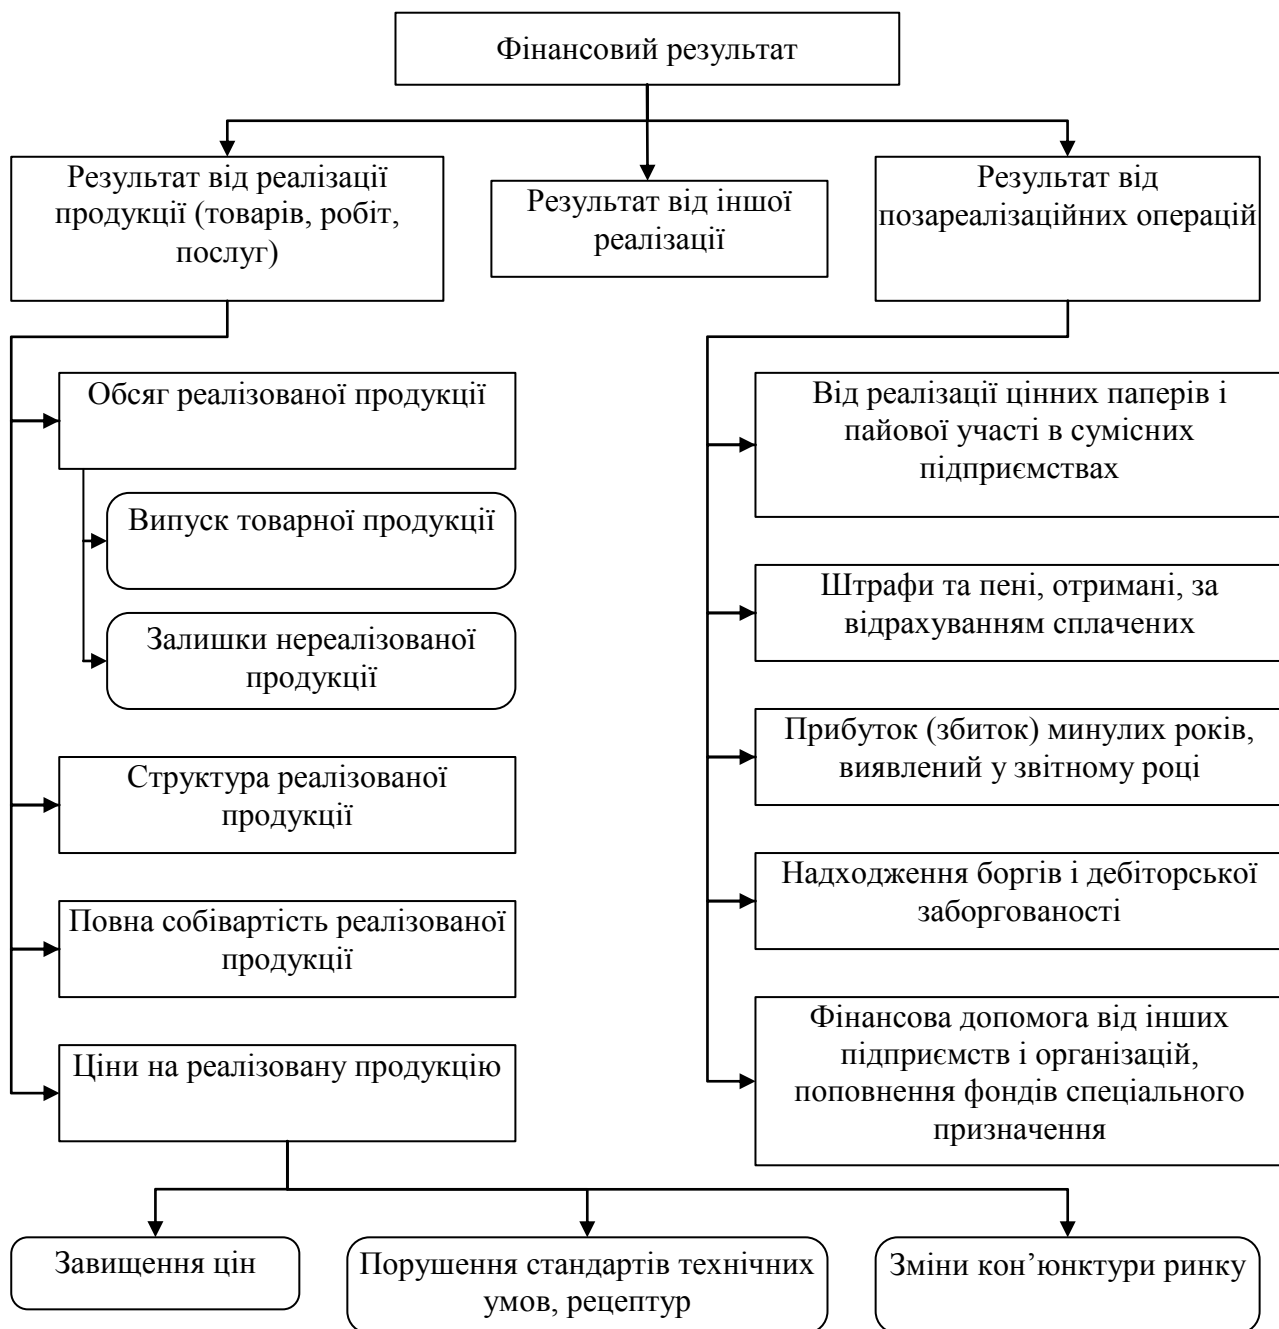 Фінансовий результат
Результат від реалізації
продукції (товарів, робіт,
послуг)
Результат від іншої
реалізації
Результат від
позареалізаційних операцій
Обсяг реалізованої продукції
Випуск товарної продукції
Залишки нереалізованої
продукції
Структура реалізованої
продукції
Повна собівартість реалізованої
продукції
Ціни на реалізовану продукцію
Від реалізації цінних паперів і
пайової участі в сумісних
підприємствах
Штрафи та пені, отримані, за
відрахуванням сплачених
Прибуток (збиток) минулих років,
виявлений у звітному році
Надходження боргів і дебіторської
заборгованості
Фінансова допомога від інших
підприємств і організацій,
поповнення фондів спеціального
призначення
Завищення цін
Порушення стандартів технічних
умов, рецептур
Зміни кон’юнктури ринку